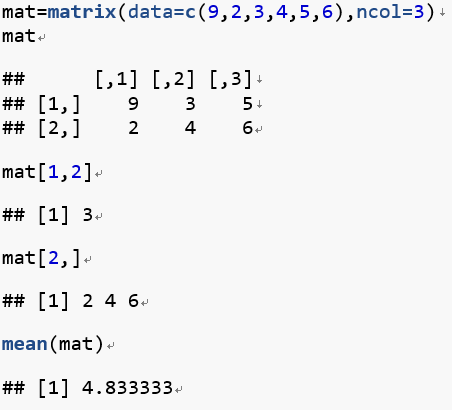 mat=matrix(data=c(9,2,3,4,5,6),ncol=3)↓
mat↵
##      [,1] [,2] [,3]↓
## [1,]    9    3    5↓
## [2,]    2    4    6↵
mat[1,2]↵
## [1] 3↵
mat[2,]↵
## [1] 2 4 6↵
mean(mat)↵
## [1] 4.833333↵